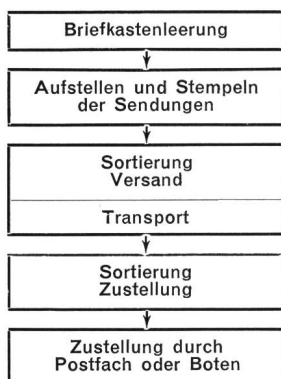 Briefkastenleerung
Aufstellen und Stempeln
der Sendungen
Sortierung
Versand
Transport
Sortierung
Zustellung
Zustellung durch
Postfach oder Boten